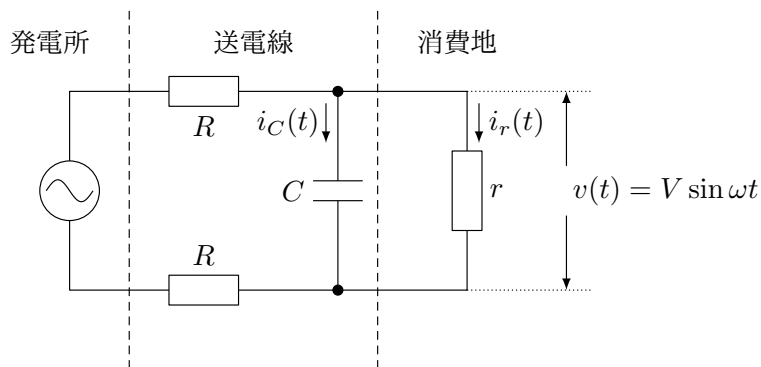 発電所 送電線 消費地
R
i_C(t) i_r(t)
C r v(t) = V sin ωt
R